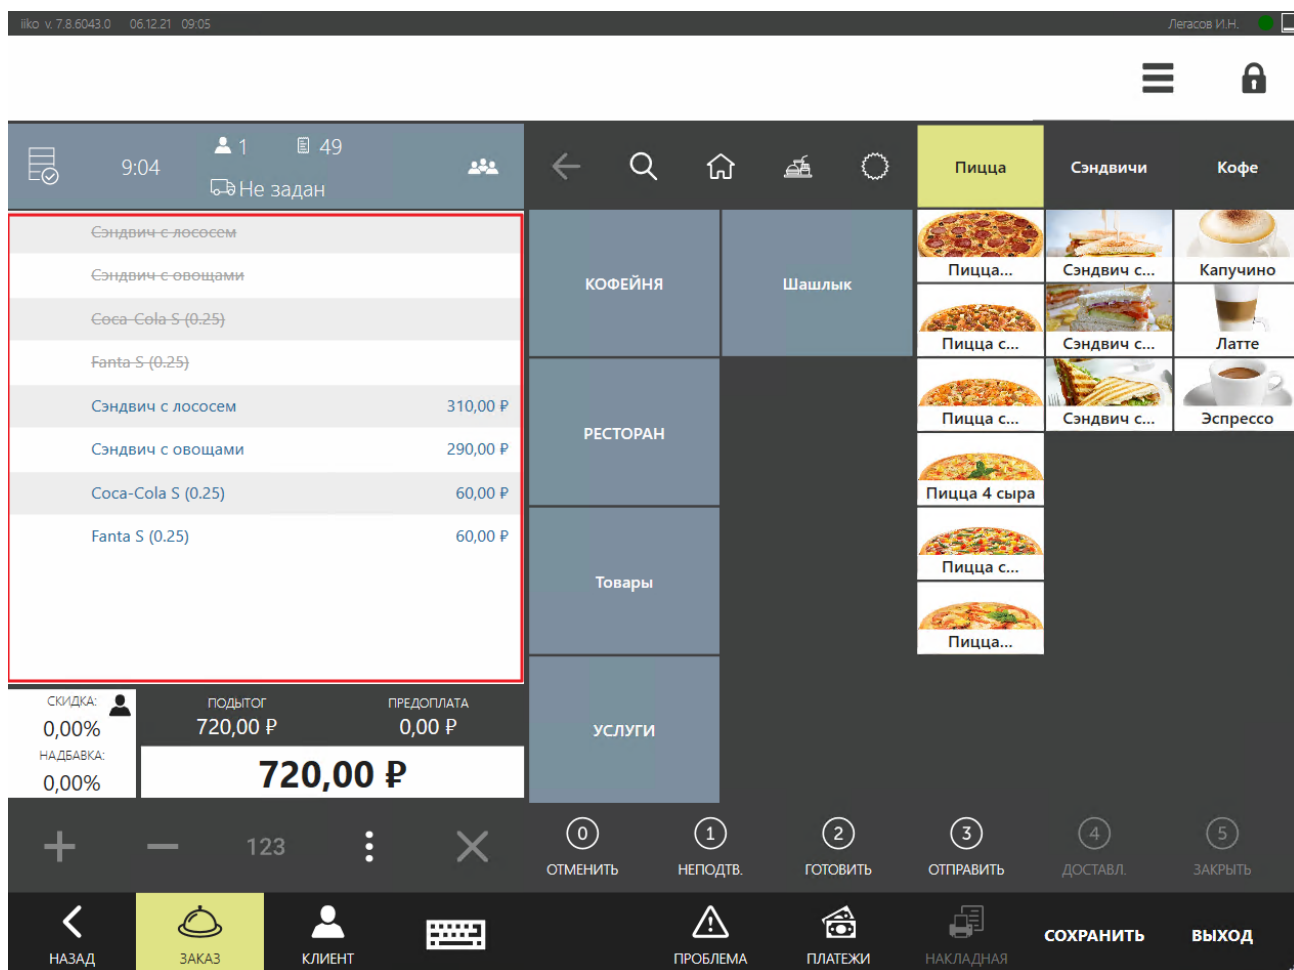 iiko v. 7.8.6043.0 06.12.21 09:05
Легасов И.Н.
9:04
1
49
Не задан
Пицца
Сэндвичи
Кофе
Сэндвич с лососем
Сэндвич с овощами
Coca-Cola S (0.25)
Fanta S (0.25)
Сэндвич с лососем 310,00 ₽
Сэндвич с овощами 290,00 ₽
Coca-Cola S (0.25) 60,00 ₽
Fanta S (0.25) 60,00 ₽
СКИДКА:
0,00%
НАДБАВКА:
0,00%
ПОДЫТОГ
720,00 ₽
ПРЕДОПЛАТА
0,00 ₽
720,00 ₽
КОФЕЙНЯ
Шашлык
РЕСТОРАН
Товары
УСЛУГИ
Пицца...
Сэндвич с...
Капучино
Пицца с...
Сэндвич с...
Латте
Пицца с...
Сэндвич с...
Эспрессо
Пицца 4 сыра
Пицца с...
Пицца...
123
0
ОТМЕНИТЬ
1
НЕПОДТВ.
2
ГОТОВИТЬ
3
ОТПРАВИТЬ
4
ДОСТАВЛ.
5
ЗАКРЫТЬ
НАЗАД
ЗАКАЗ
КЛИЕНТ
ПРОБЛЕМА
ПЛАТЕЖИ
НАКЛАДНАЯ
СОХРАНИТЬ
ВЫХОД